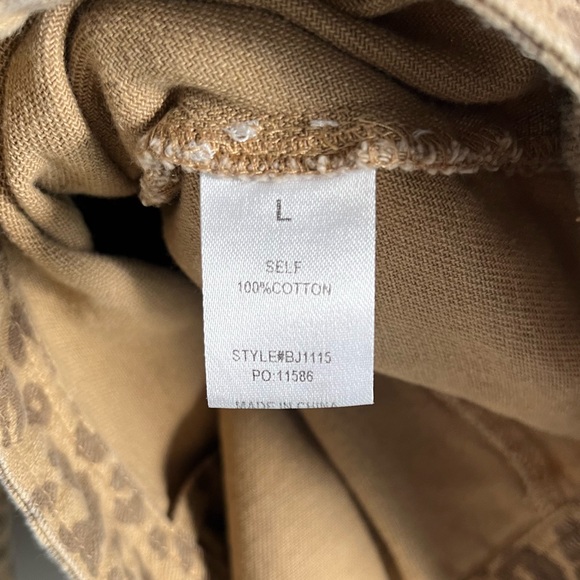 L
SELF
100%COTTON
STYLE#BJ1115
PO:11586
MADE IN CHINA